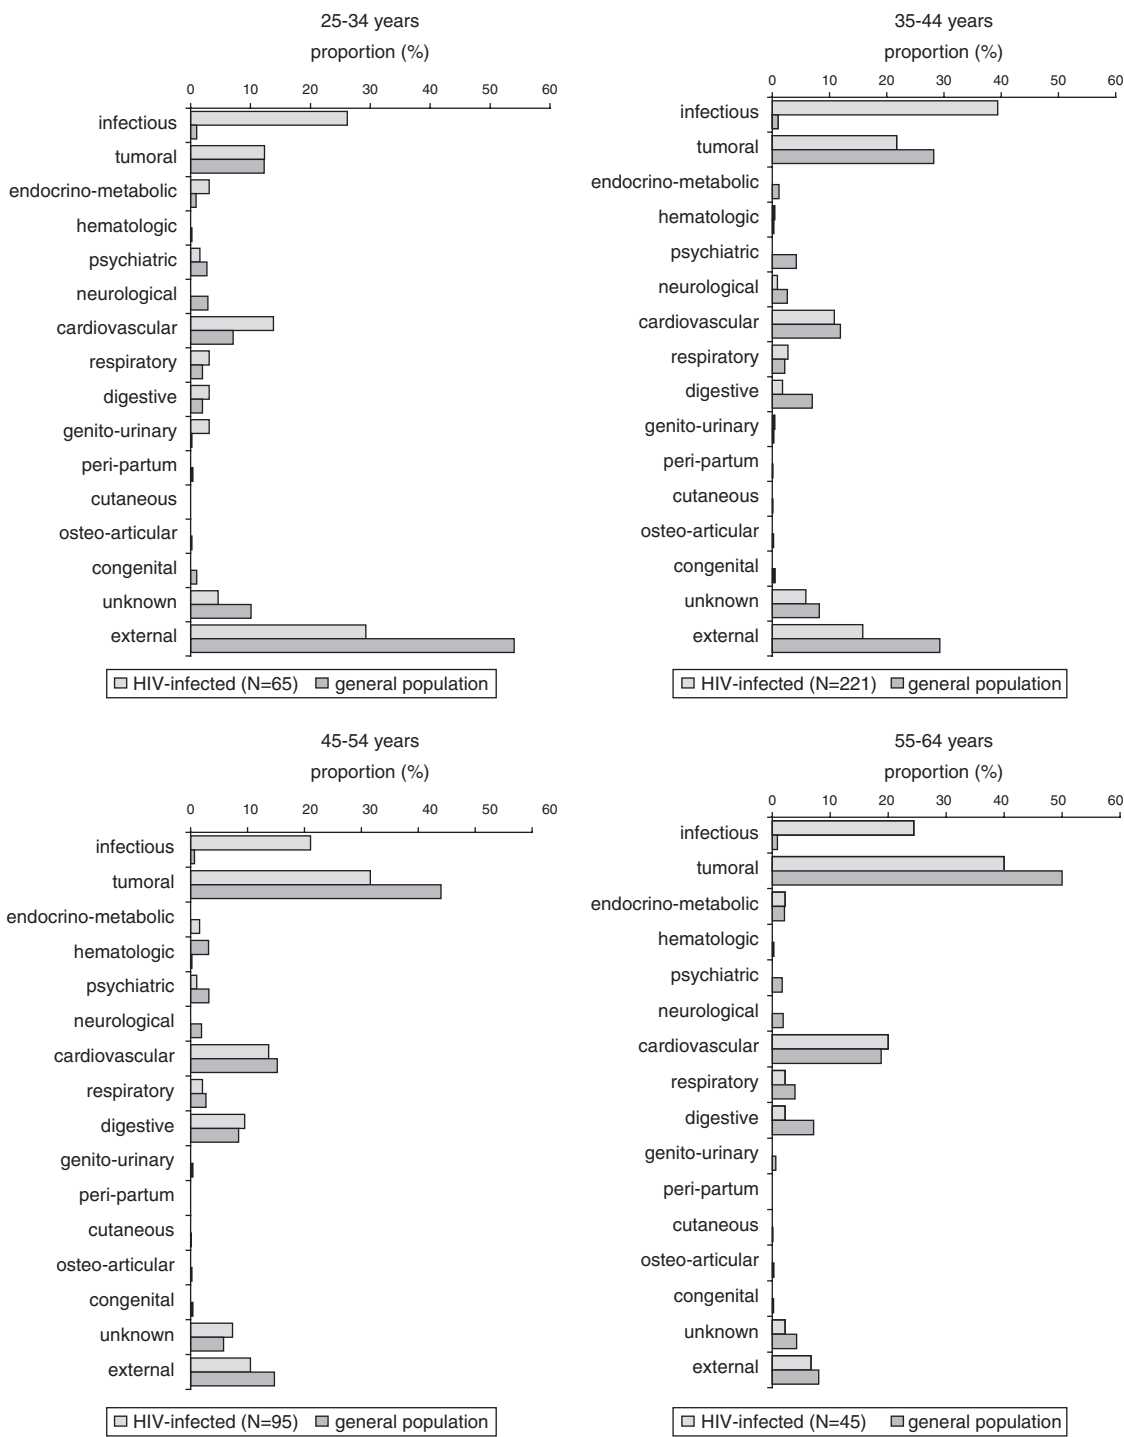 25-34 years
proportion (%)
0 10 20 30 40 50 60
infectious
tumoral
endocrino-metabolic
hematologic
psychiatric
neurological
cardiovascular
respiratory
digestive
genito-urinary
peri-partum
cutaneous
osteo-articular
congenital
unknown
external
HIV-infected (N=65) general population
35-44 years
proportion (%)
0 10 20 30 40 50 60
infectious
tumoral
endocrino-metabolic
hematologic
psychiatric
neurological
cardiovascular
respiratory
digestive
genito-urinary
peri-partum
cutaneous
osteo-articular
congenital
unknown
external
HIV-infected (N=221) general population
45-54 years
proportion (%)
0 10 20 30 40 50 60
infectious
tumoral
endocrino-metabolic
hematologic
psychiatric
neurological
cardiovascular
respiratory
digestive
genito-urinary
peri-partum
cutaneous
osteo-articular
congenital
unknown
external
HIV-infected (N=95) general population
55-64 years
proportion (%)
0 10 20 30 40 50 60
infectious
tumoral
endocrino-metabolic
hematologic
psychiatric
neurological
cardiovascular
respiratory
digestive
genito-urinary
peri-partum
cutaneous
osteo-articular
congenital
unknown
external
HIV-infected (N=45) general population